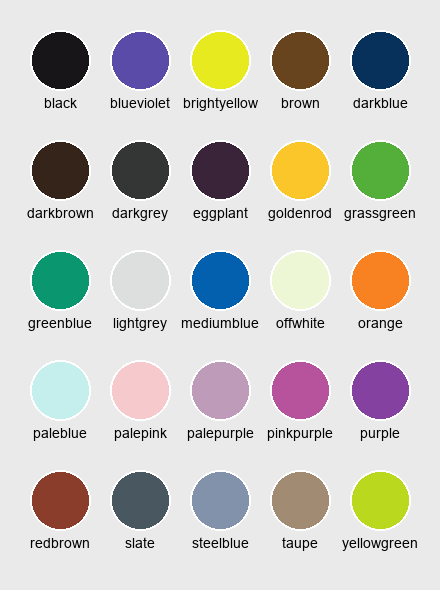 black blueviolet brightyellow brown darkblue
darkbrown darkgrey eggplant goldenrod grassgreen
greenblue lightgrey mediumblue offwhite orange
paleblue palepink palepurple pinkpurple purple
redbrown slate steelblue taupe yellowgreen